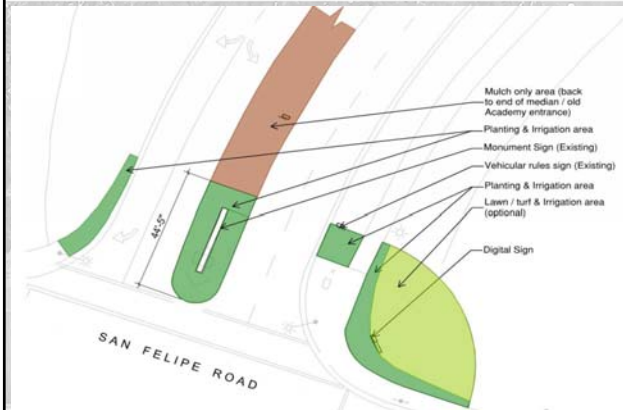 Mulch only area (back
to end of median / old
Academy entrance)
Planting & Irrigation area
Monument Sign (Existing)
Vehicular rules sign (Existing)
Planting & Irrigation area
Lawn / turf & Irrigation area
(optional)
Digital Sign
44'-5"
SAN FELIPE ROAD